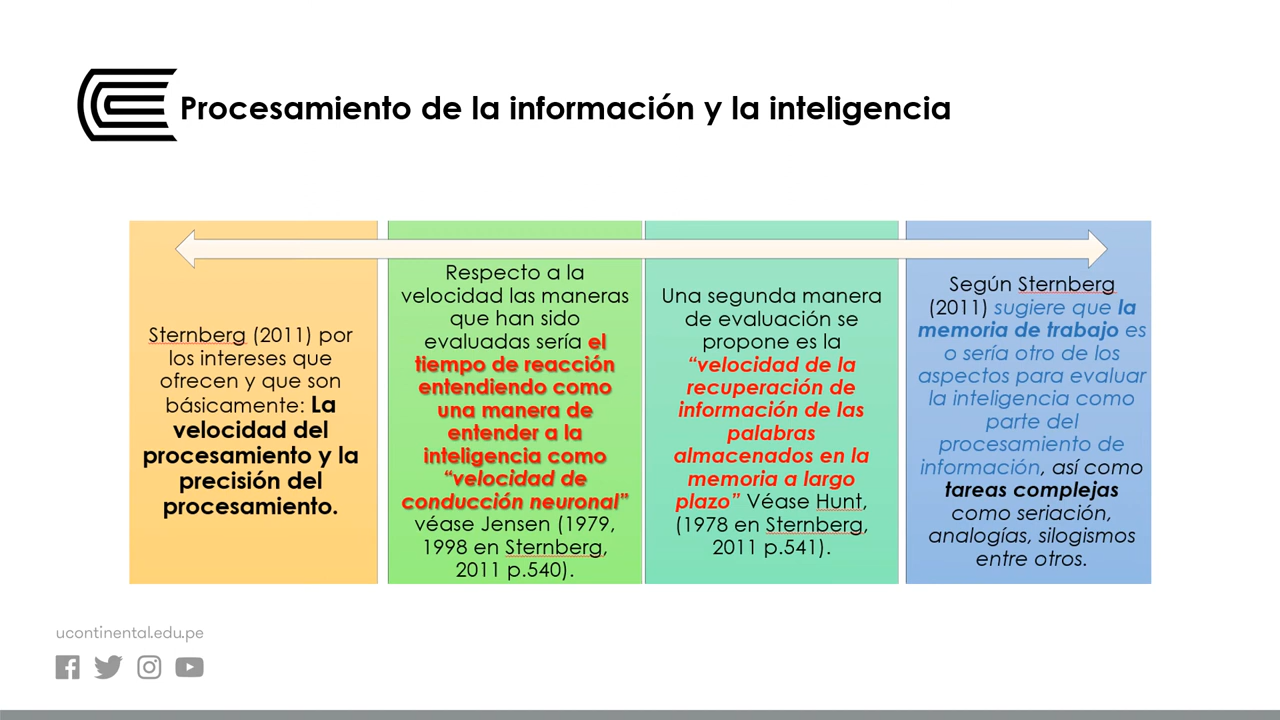 Procesamiento de la información y la inteligencia
Sternberg (2011) por
los intereses que
ofrecen y que son
básicamente: La
velocidad del
procesamiento y la
precisión del
procesamiento.
Respecto a la
velocidad las maneras
que han sido
evaluadas sería el
tiempo de reacción
entendiendo como
una manera de
entender a la
inteligencia como
“velocidad de
conducción neuronal”
véase Jensen (1979,
1998 en Sternberg,
2011 p.540).
Una segunda manera
de evaluación se
propone es la
“velocidad de la
recuperación de
información de las
palabras
almacenados en la
memoria a largo
plazo” Véase Hunt,
(1978 en Sternberg,
2011 p.541).
Según Sternberg
(2011) sugiere que la
memoria de trabajo es
o sería otro de los
aspectos para evaluar
la inteligencia como
parte del
procesamiento de
información, así como
tareas complejas
como seriación,
analogías, silogismos
entre otros.
ucontinental.edu.pe